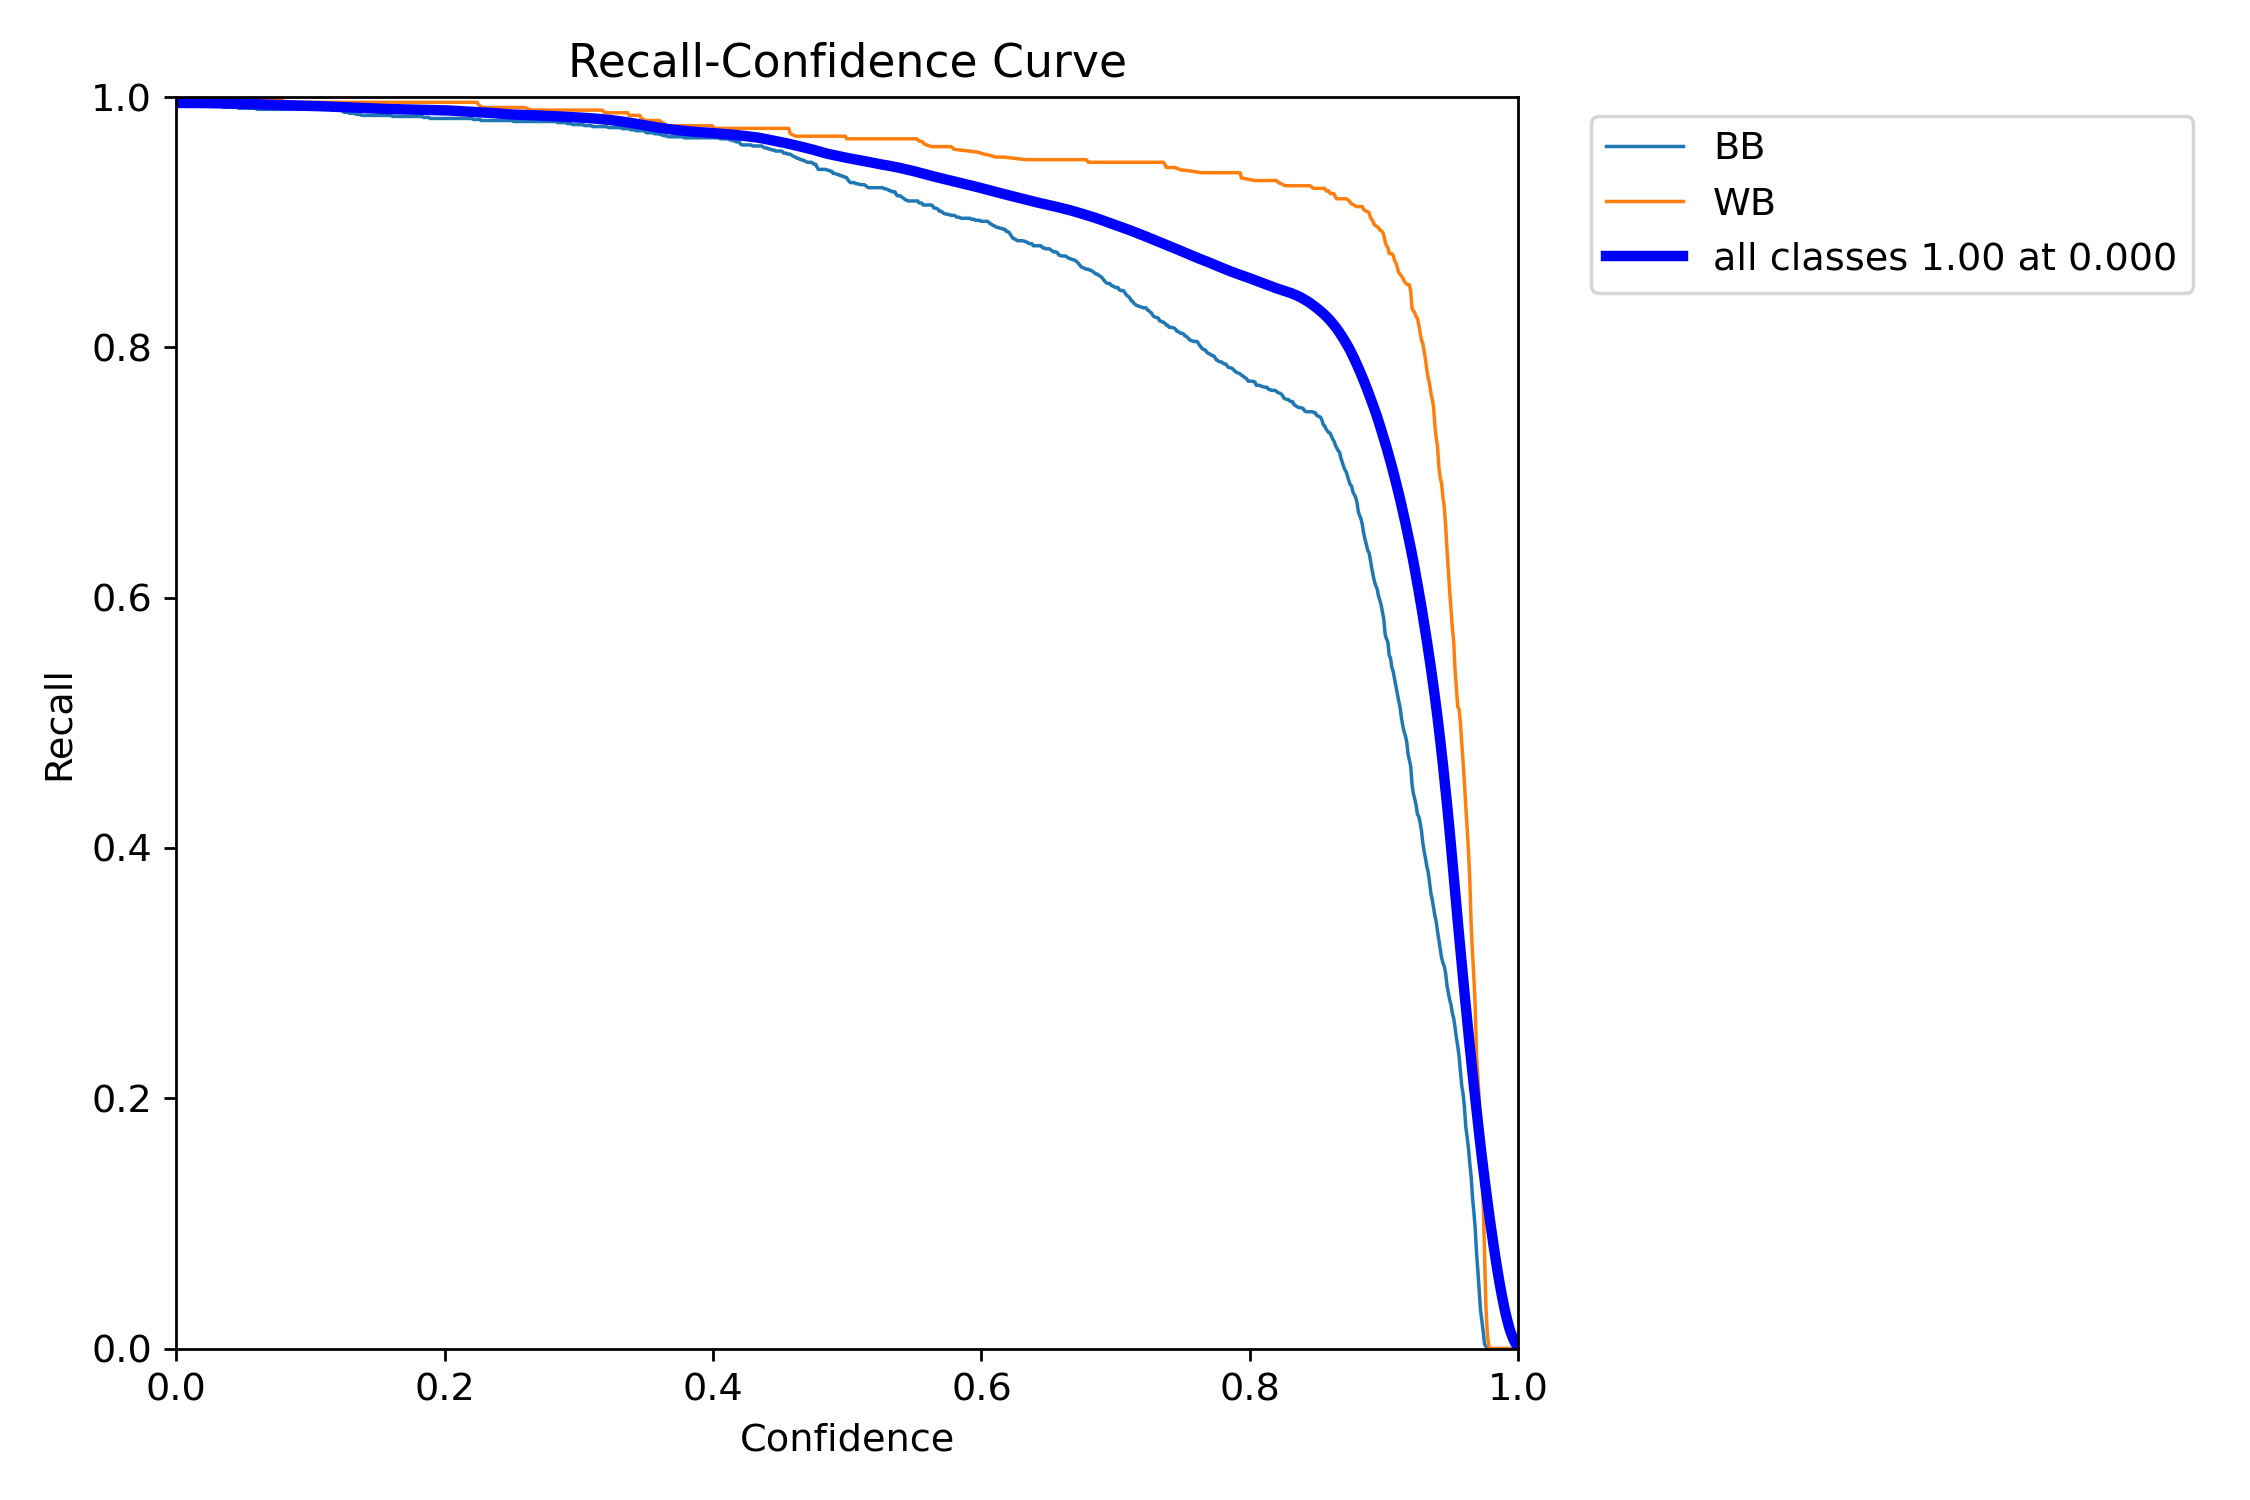 Recall-Confidence Curve
1.0
0.8
0.6
0.4
0.2
0.0
Recall
0.0 0.2 0.4 0.6 0.8 1.0
Confidence
BB
WB
all classes 1.00 at 0.000